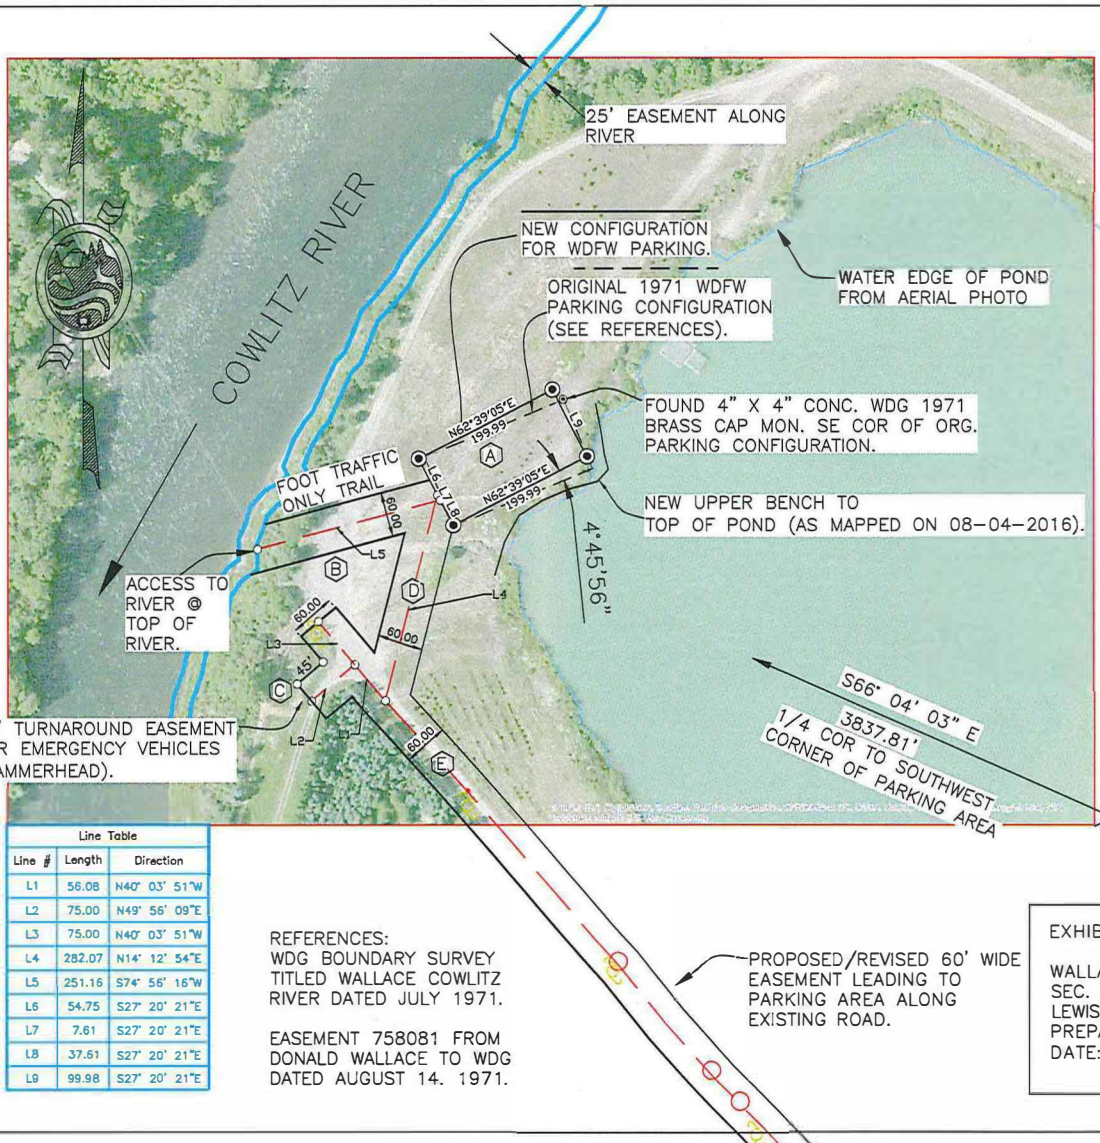 25' EASEMENT ALONG
RIVER
COWLITZ RIVER
NEW CONFIGURATION
FOR WDFW PARKING.
ORIGINAL 1971 WDFW
PARKING CONFIGURATION
(SEE REFERENCES).
WATER EDGE OF POND
FROM AERIAL PHOTO
N62°39'05"E
199.99
A
L9
FOUND 4" X 4" CONC. WDG 1971
BRASS CAP MON. SE COR OF ORG.
PARKING CONFIGURATION.
FOOT TRAFFIC
ONLY TRAIL
L6
L7
L8
N62°39'05"E
199.99
60.00
NEW UPPER BENCH TO
TOP OF POND (AS MAPPED ON 08-04-2016).
4°45'56"
L5
B
D
L4
ACCESS TO
RIVER @
TOP OF
RIVER.
60.00
60.00
L3
45'
C
' TURNAROUND EASEMENT
R EMERGENCY VEHICLES
AMMERHEAD).
L2
L1
60.00
E
S66° 04' 03" E
3837.81'
1/4 COR TO SOUTHWEST
CORNER OF PARKING AREA
Line Table
Line # Length Direction
L1 56.08 N40° 03' 51"W
L2 75.00 N49° 56' 09"E
L3 75.00 N40° 03' 51"W
L4 282.07 N14° 12' 54"E
L5 251.16 S74° 56' 16"W
L6 54.75 S27° 20' 21"E
L7 7.61 S27° 20' 21"E
L8 37.61 S27° 20' 21"E
L9 99.98 S27° 20' 21"E
REFERENCES:
WDG BOUNDARY SURVEY
TITLED WALLACE COWLITZ
RIVER DATED JULY 1971.
EASEMENT 758081 FROM
DONALD WALLACE TO WDG
DATED AUGUST 14. 1971.
PROPOSED/REVISED 60' WIDE
EASEMENT LEADING TO
PARKING AREA ALONG
EXISTING ROAD.
EXHIB
WALLA
SEC.
LEWIS
PREPA
DATE: